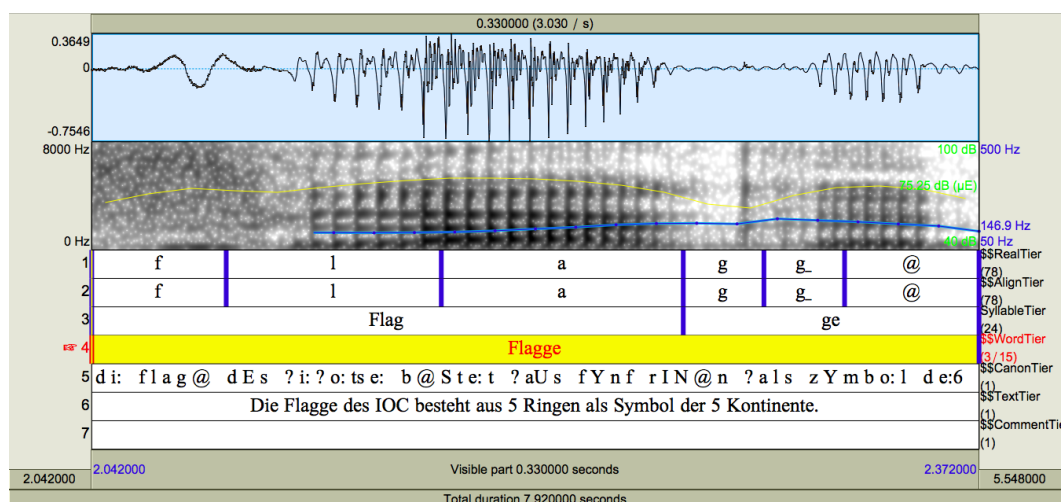 0.330000 (3.030 / s)
0.3649
0
-0.7546
8000 Hz 100 dB 500 Hz
75.25 dB (µE)
146.9 Hz
0 Hz 40 dB 50 Hz
1 f l a g g_ @ $$RealTier (78)
2 f l a g g_ @ $$AlignTier (78)
3 Flag ge SyllableTier (24)
☞ 4 Flagge $$WordTier (3 / 15)
5 d i: f l a g @ d E s ? i: ? o: ts e: b @ S t e: t ? aU s f Y n f r I N @ n ? a l s z Y m b o: l d e:6 $$CanonTier (1)
6 Die Flagge des IOC besteht aus 5 Ringen als Symbol der 5 Kontinente. $$TextTier (1)
7 $$CommentTie (1)
2.042000 Visible part 0.330000 seconds 2.372000
2.042000 5.548000
Total duration 7.920000 seconds